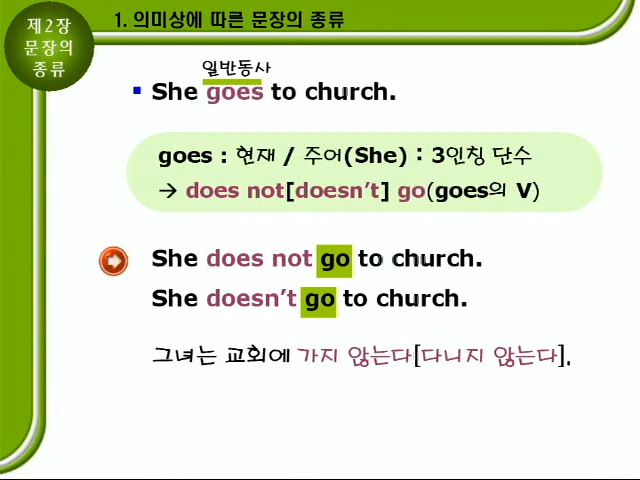 제2장
문장의
종류
1. 의미상에 따른 문장의 종류
일반동사
She goes to church.
goes : 현재 / 주어(She) : 3인칭 단수
→ does not[doesn't] go(goes의 V)
She does not go to church.
She doesn't go to church.
그녀는 교회에 가지 않는다[다니지 않는다].